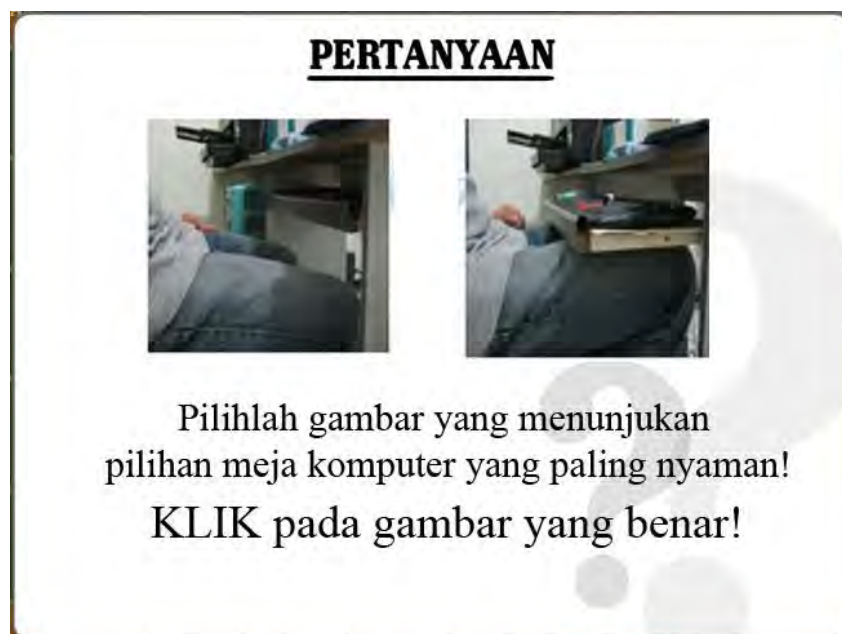 PERTANYAAN
Pilihlah gambar yang menunjukan
pilihan meja komputer yang paling nyaman!
KLIK pada gambar yang benar!